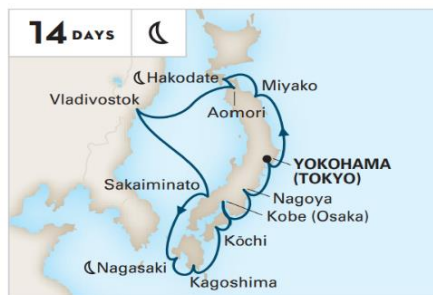 14 DAYS
Hakodate
Miyako
Vladivostok
Aomori
YOKOHAMA
(TOKYO)
Sakaiminato
Nagoya
Kobe (Osaka)
Kōchi
Nagasaki
Kagoshima